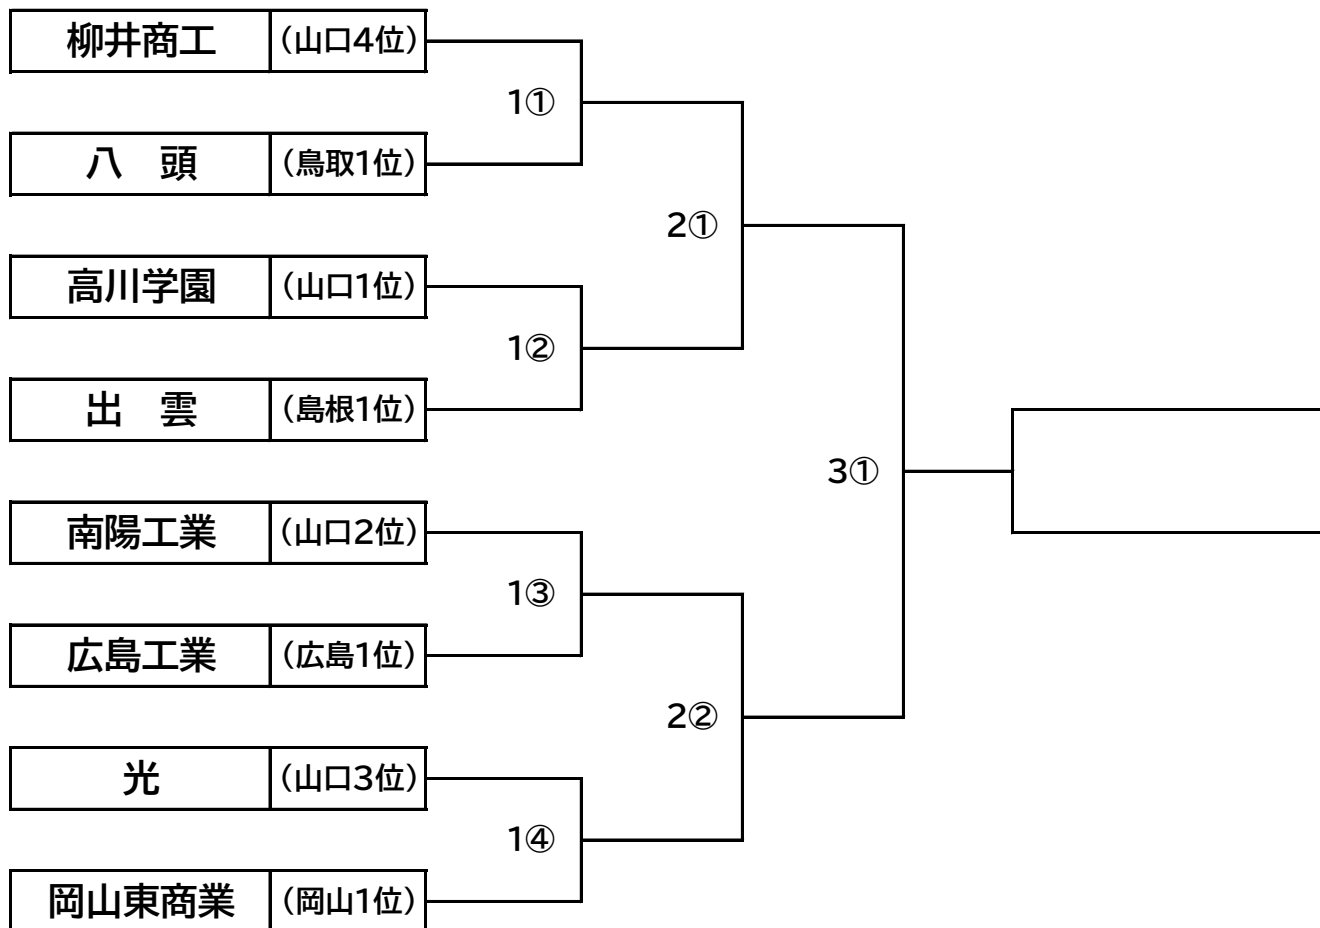 柳井商工 (山口4位)
1①
八　頭 (鳥取1位)
2①
高川学園 (山口1位)
1②
出　雲 (島根1位)
3①
南陽工業 (山口2位)
1③
広島工業 (広島1位)
2②
光 (山口3位)
1④
岡山東商業 (岡山1位)